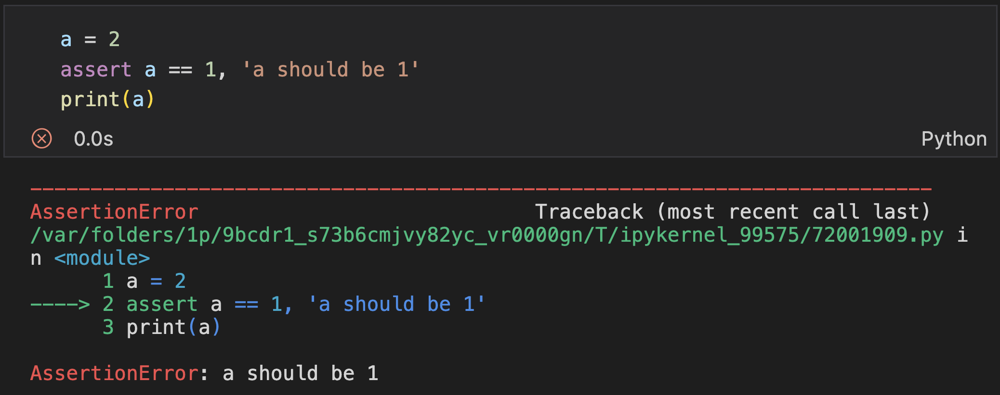 a = 2
assert a == 1, 'a should be 1'
print(a)
0.0s
Python
---------------------------------------------------------------------------
AssertionError                            Traceback (most recent call last)
/var/folders/1p/9bcdr1_s73b6cmjvy82yc_vr0000gn/T/ipykernel_99575/72001909.py i
n <module>
      1 a = 2
----> 2 assert a == 1, 'a should be 1'
      3 print(a)
AssertionError: a should be 1